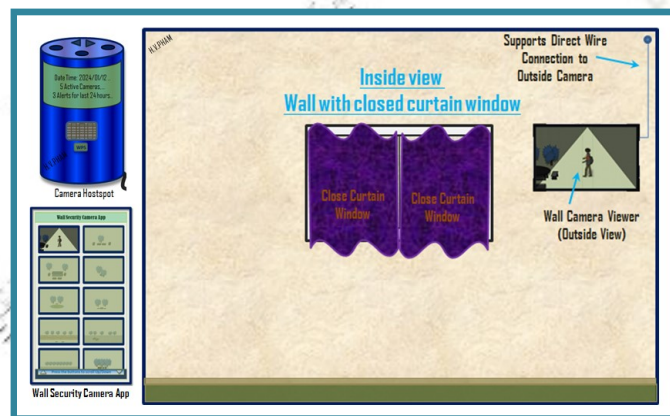 Date Time: 2024/01/12 .
5 Active Cameras...
3 Alerts for last 24 hours...
H.V.PHAM
Camera Hostspot
Wall Security Camera App
Wall Security Camera App
H.V.PHAM
Inside view
Wall with closed curtain window
Close Curtain
Window
Close Curtain
Window
Supports Direct Wire
Connection to
Outside Camera
Wall Camera Viewer
(Outside View)